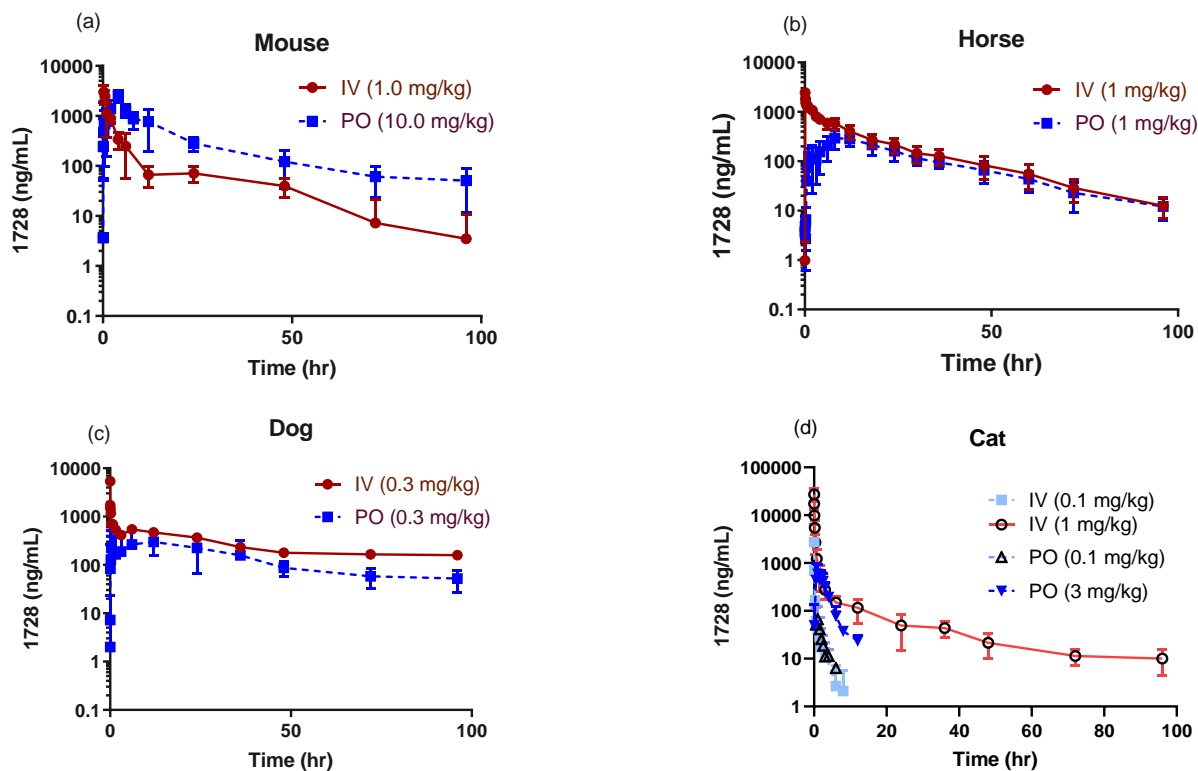 (a)
Mouse
10000
1000
100
10
1
0.1
1728 (ng/mL)
IV (1.0 mg/kg)
PO (10.0 mg/kg)
0
50
100
Time (hr)
(b)
Horse
10000
1000
100
10
1
0.1
1728 (ng/mL)
IV (1 mg/kg)
PO (1 mg/kg)
0
50
100
Time (hr)
(c)
Dog
10000
1000
100
10
1
0.1
1728 (ng/mL)
IV (0.3 mg/kg)
PO (0.3 mg/kg)
0
50
100
Time (hr)
(d)
Cat
100000
10000
1000
100
10
1
1728 (ng/mL)
IV (0.1 mg/kg)
IV (1 mg/kg)
PO (0.1 mg/kg)
PO (3 mg/kg)
0
20
40
60
80
100
Time (hr)